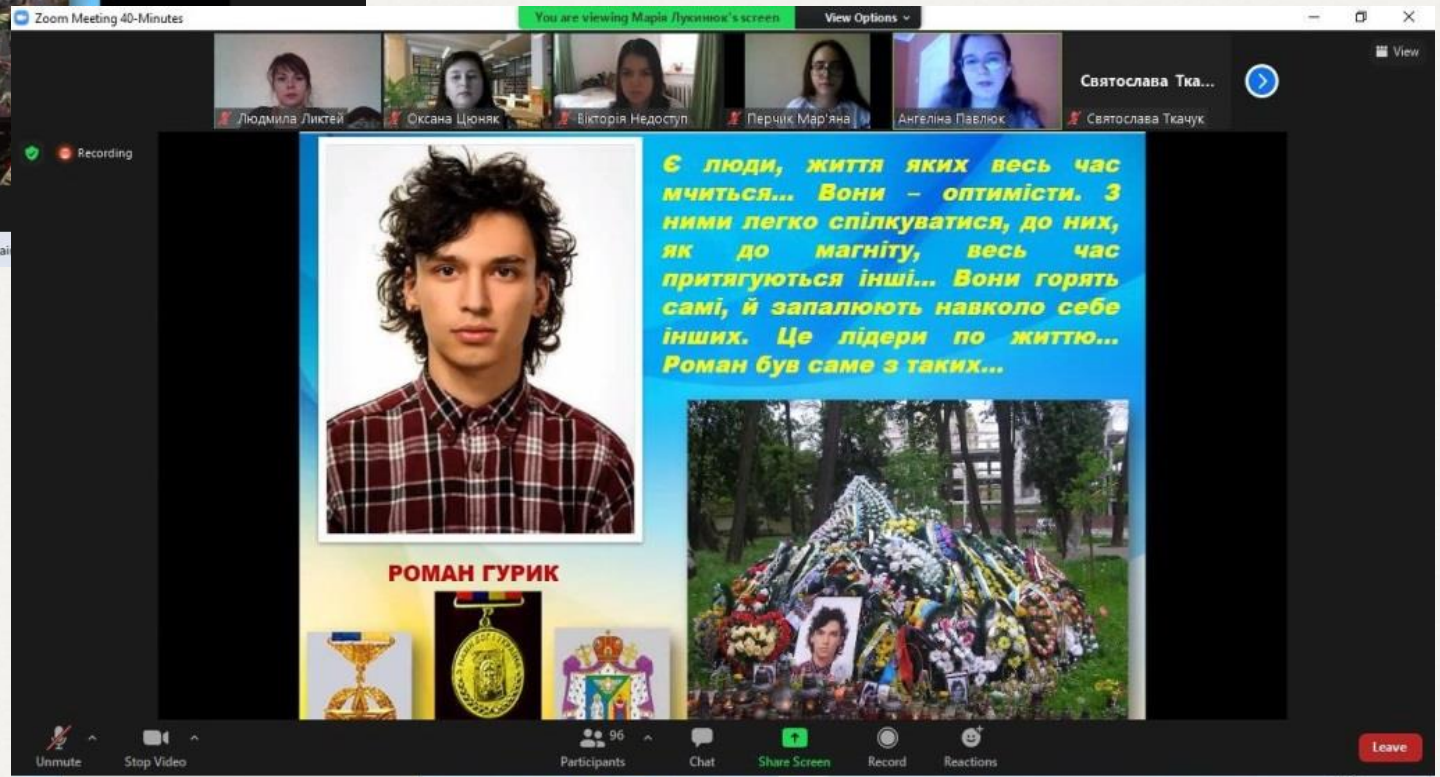 Zoom Meeting 40-Minutes
You are viewing Марія Лукинюк's screen
View Options
View
Людмила Ликтей
Оксана Цюняк
Вікторія Недоступ
Перчик Мар'яна
Ангеліна Павлюк
Святослава Тка...
Святослава Ткачук
Recording
Є люди, життя яких весь час
мчиться... Вони – оптимісти. З
ними легко спілкуватися, до них,
як до магніту, весь час
притягуються інші... Вони горять
самі, й запалюють навколо себе
інших. Це лідери по життю...
Роман був саме з таких...
РОМАН ГУРИК
Unmute
Stop Video
96
Participants
Chat
Share Screen
Record
Reactions
Leave